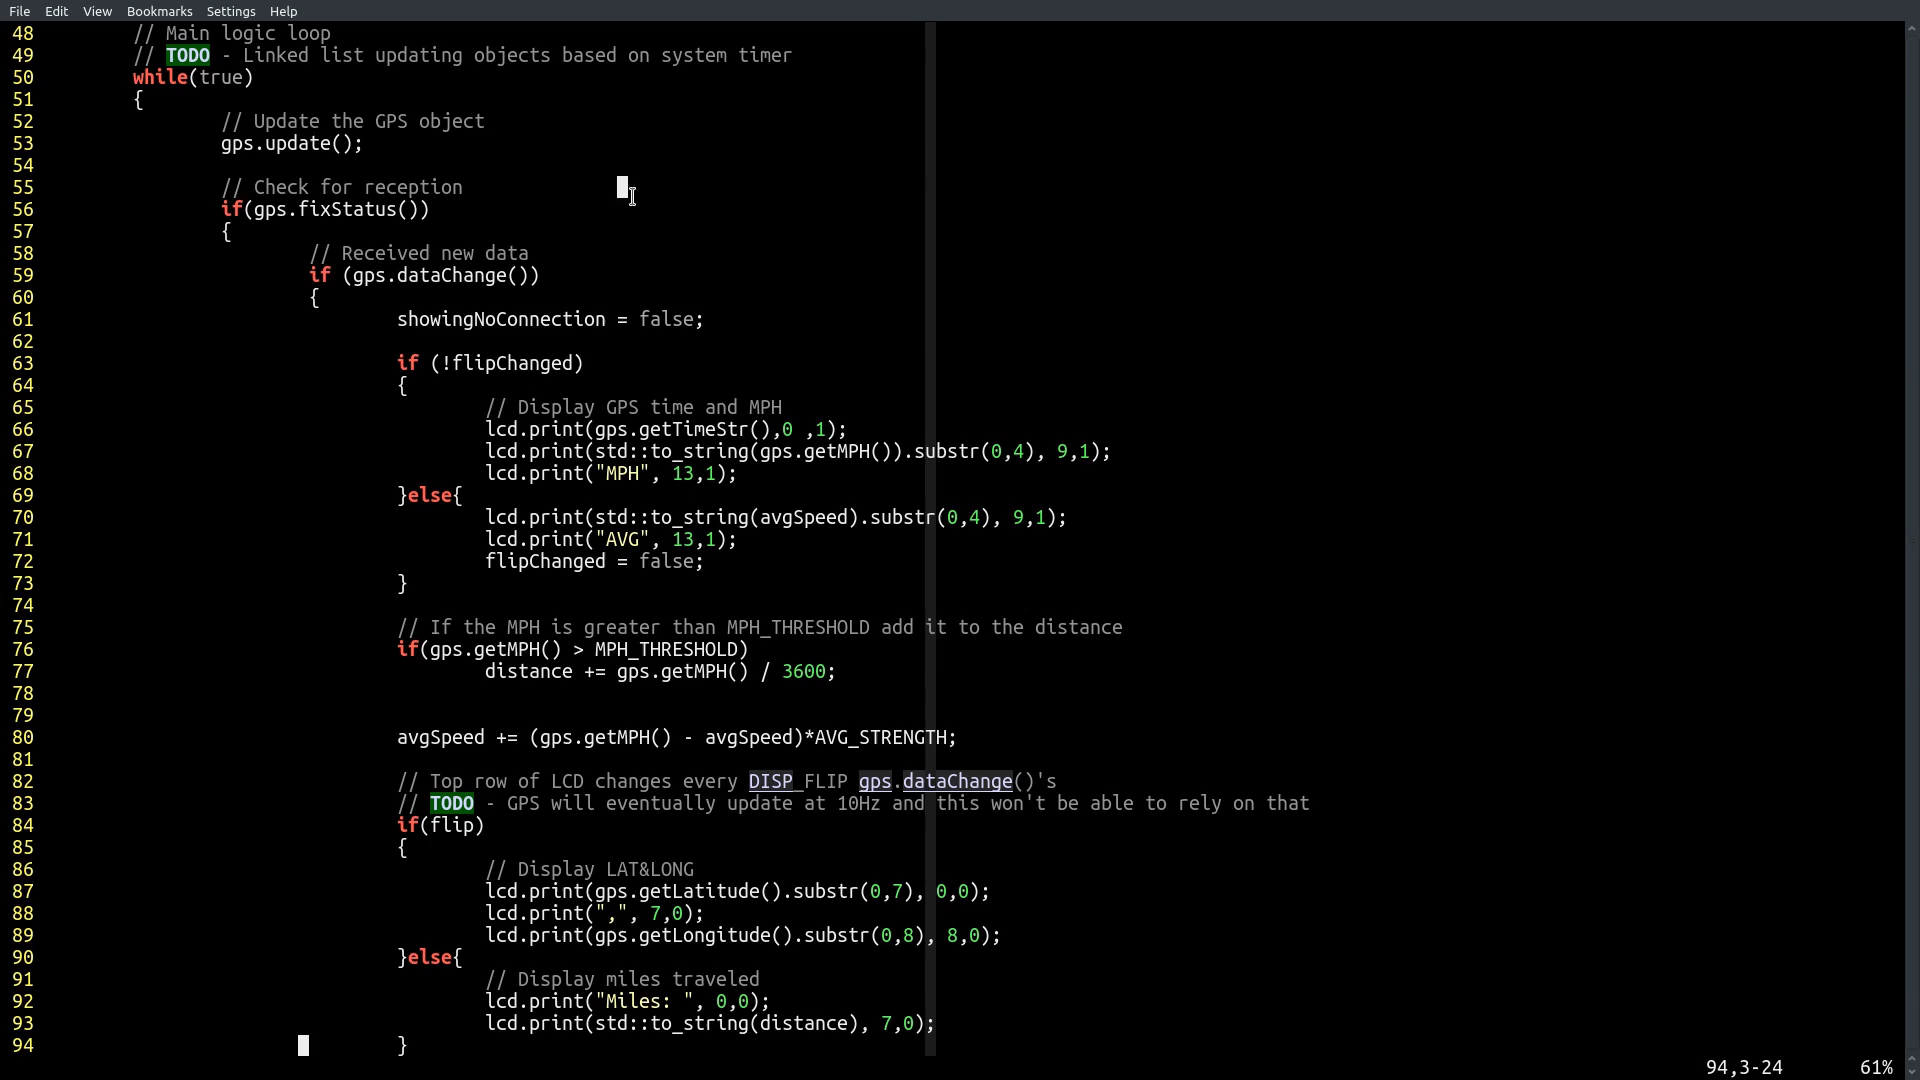 File Edit View Bookmarks Settings Help
48 // Main logic loop
49 // TODO - Linked list updating objects based on system timer
50 while(true)
51 {
52 // Update the GPS object
53 gps.update();
54
55 // Check for reception
56 if(gps.fixStatus())
57 {
58 // Received new data
59 if (gps.dataChange())
60 {
61 showingNoConnection = false;
62
63 if (!flipChanged)
64 {
65 // Display GPS time and MPH
66 lcd.print(gps.getTimeStr(),0 ,1);
67 lcd.print(std::to_string(gps.getMPH()).substr(0,4), 9,1);
68 lcd.print("MPH", 13,1);
69 }else{
70 lcd.print(std::to_string(avgSpeed).substr(0,4), 9,1);
71 lcd.print("AVG", 13,1);
72 flipChanged = false;
73 }
74
75 // If the MPH is greater than MPH_THRESHOLD add it to the distance
76 if(gps.getMPH() > MPH_THRESHOLD)
77 distance += gps.getMPH() / 3600;
78
79
80 avgSpeed += (gps.getMPH() - avgSpeed)*AVG_STRENGTH;
81
82 // Top row of LCD changes every DISP_FLIP gps.dataChange()'s
83 // TODO - GPS will eventually update at 10Hz and this won't be able to rely on that
84 if(flip)
85 {
86 // Display LAT&LONG
87 lcd.print(gps.getLatitude().substr(0,7), 0,0);
88 lcd.print(",", 7,0);
89 lcd.print(gps.getLongitude().substr(0,8), 8,0);
90 }else{
91 // Display miles traveled
92 lcd.print("Miles: ", 0,0);
93 lcd.print(std::to_string(distance), 7,0);
94 }
94,3-24 61%